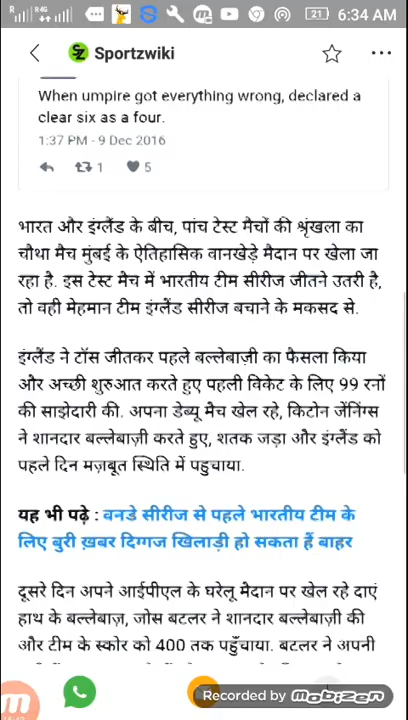 R R4G 21 6:34 AM
Sportzwiki
When umpire got everything wrong, declared a
clear six as a four.
1:37 PM - 9 Dec 2016
1 5
भारत और इंग्लैंड के बीच, पांच टेस्ट मैचों की श्रृंखला का
चौथा मैच मुंबई के ऐतिहासिक वानखेड़े मैदान पर खेला जा
रहा है. इस टेस्ट मैच में भारतीय टीम सीरीज जीतने उतरी है,
तो वही मेहमान टीम इंग्लैंड सीरीज बचाने के मकसद से.
इंग्लैंड ने टॉस जीतकर पहले बल्लेबाज़ी का फैसला किया
और अच्छी शुरुआत करते हुए पहली विकेट के लिए 99 रनों
की साझेदारी की. अपना डेब्यू मैच खेल रहे, किटोन जेंनिंग्स
ने शानदार बल्लेबाज़ी करते हुए, शतक जड़ा और इंग्लैंड को
पहले दिन मज़बूत स्थिति में पहुचाया.
यह भी पढ़े : वनडे सीरीज से पहले भारतीय टीम के
लिए बुरी ख़बर दिग्गज खिलाड़ी हो सकता हैं बाहर
दूसरे दिन अपने आईपीएल के घरेलू मैदान पर खेल रहे दाएं
हाथ के बल्लेबाज़, जोस बटलर ने शानदार बल्लेबाज़ी की
और टीम के स्कोर को 400 तक पहुँचाया. बटलर ने अपनी
Recorded by mobizen